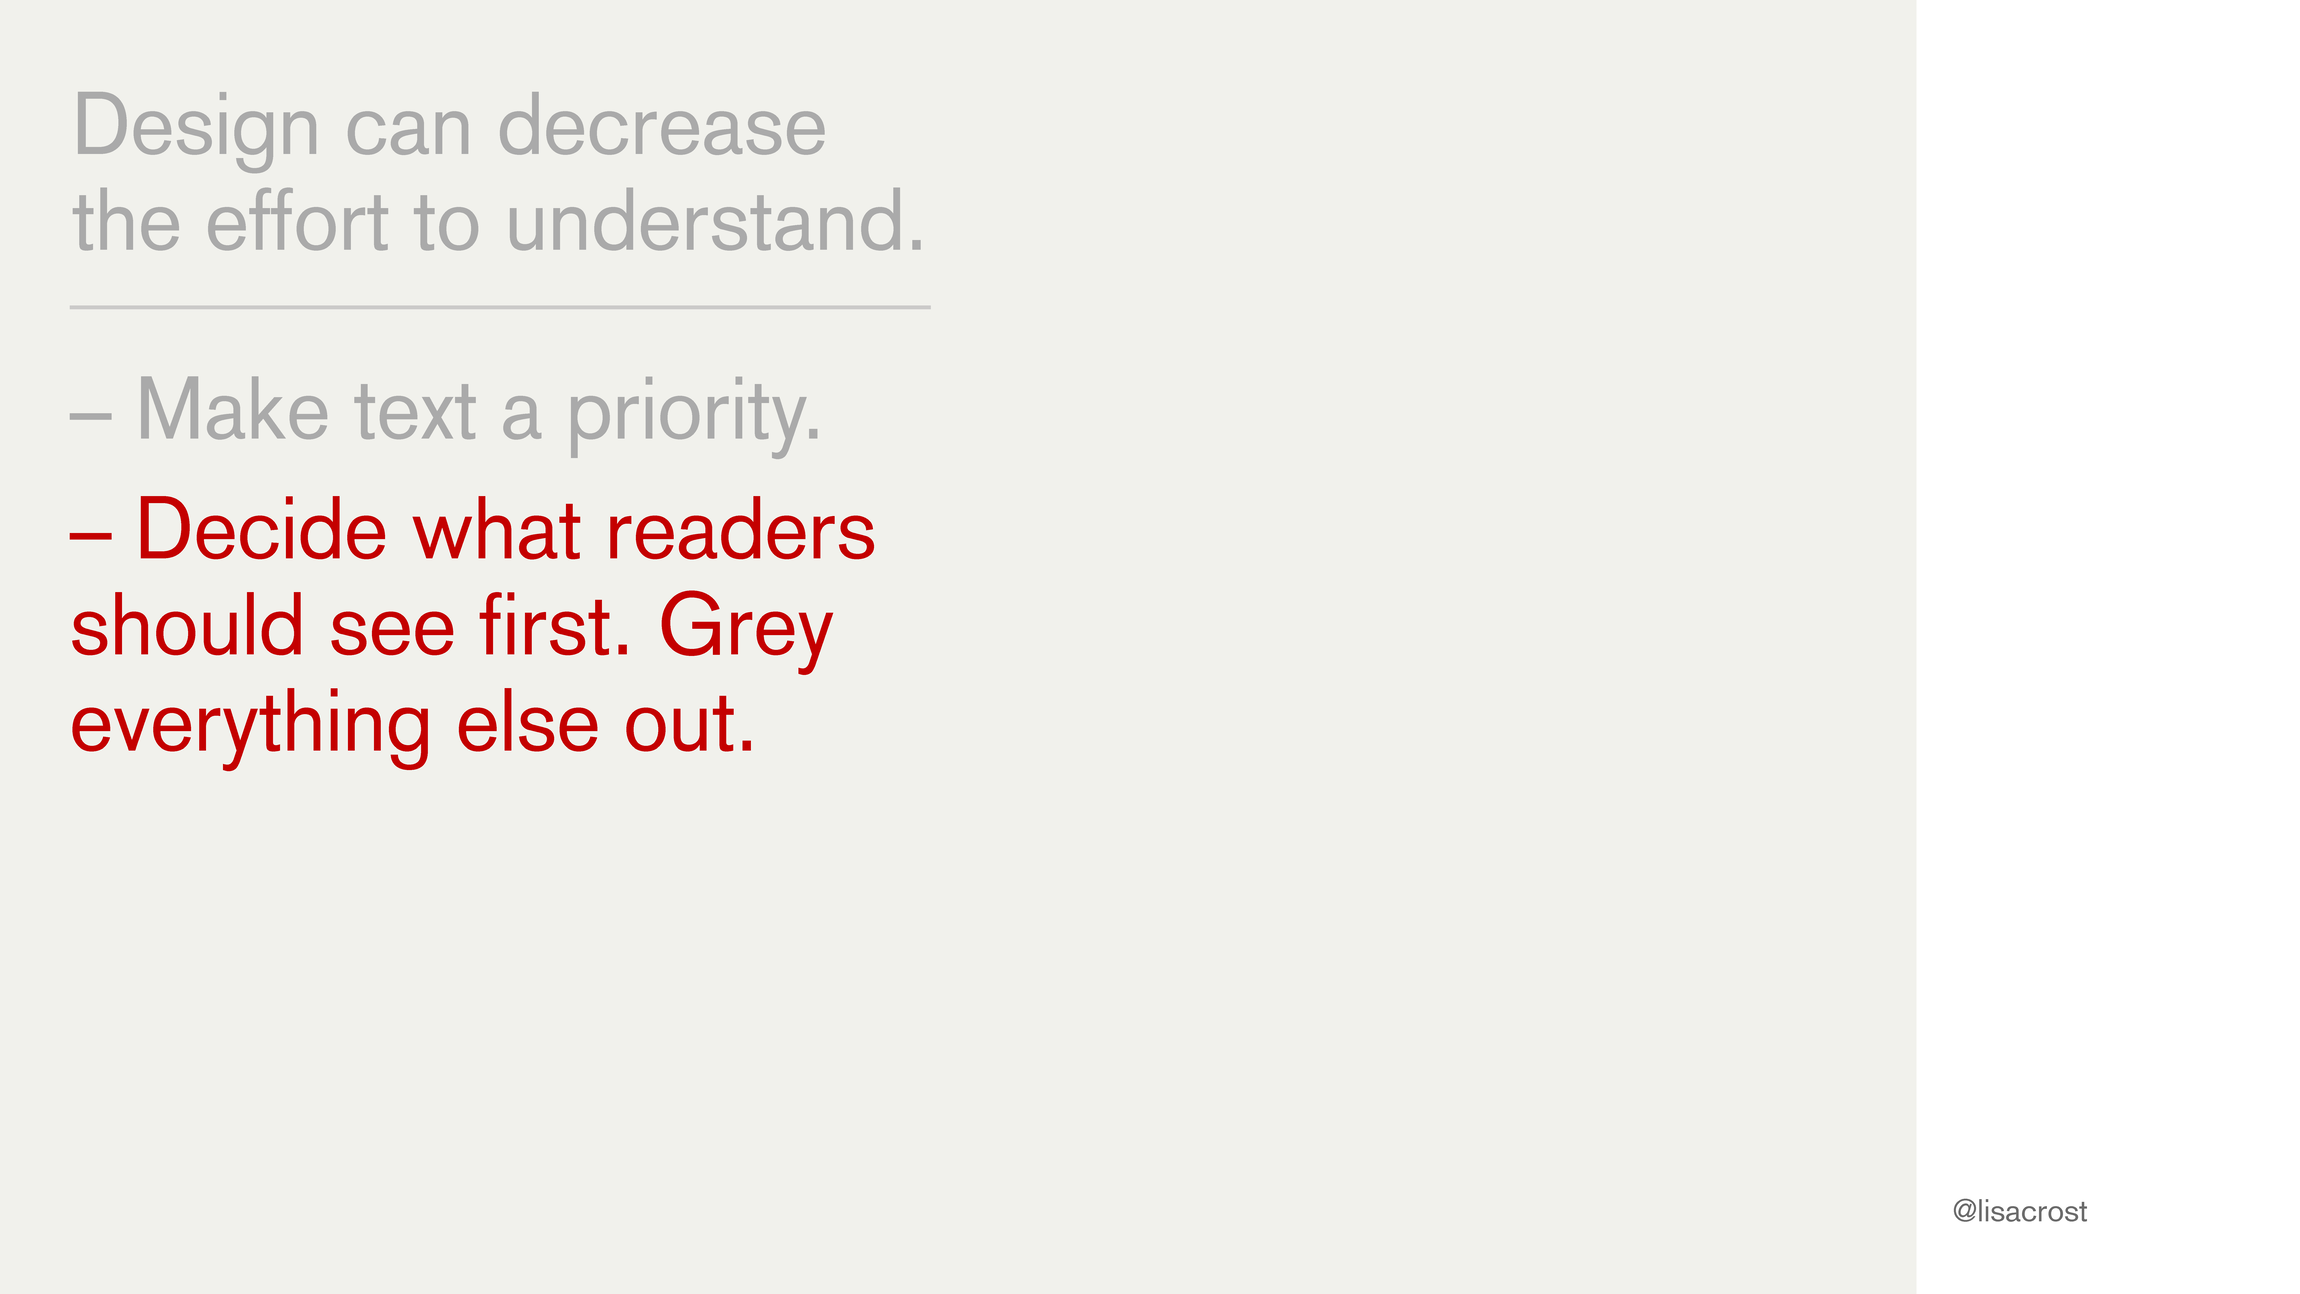 Design can decrease
the effort to understand.
– Make text a priority.
– Decide what readers
should see first. Grey
everything else out.
@lisacrost